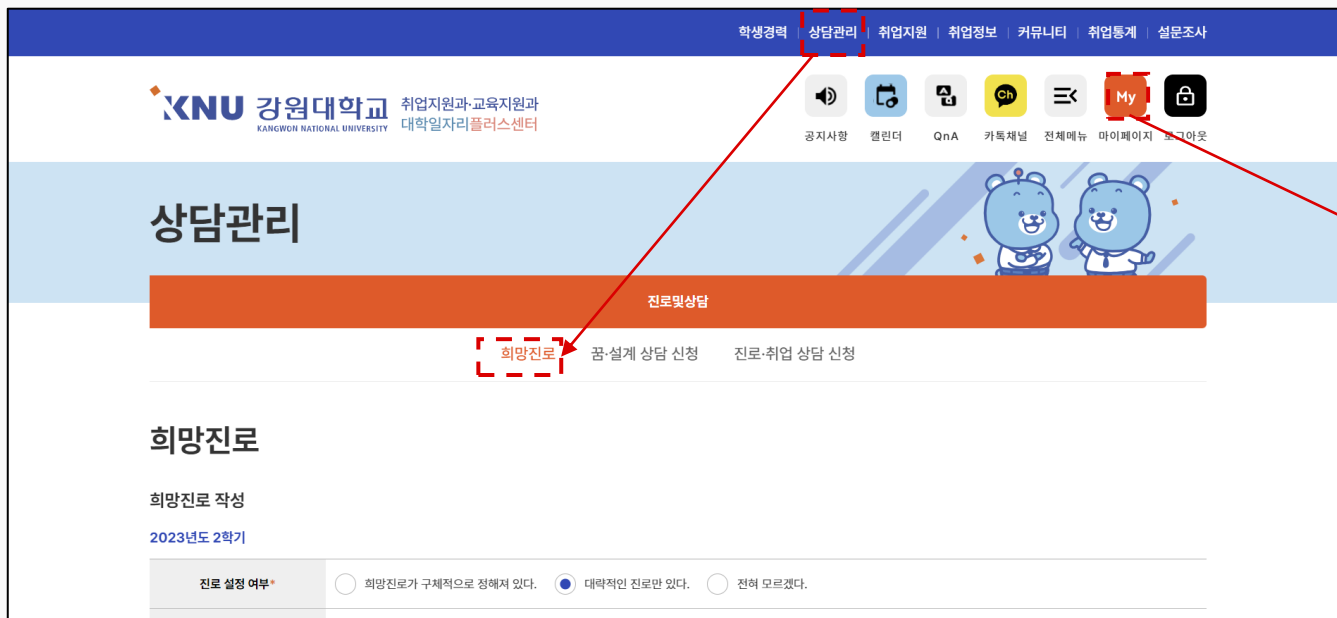 학생경력 | 상담관리 | 취업지원 | 취업정보 | 커뮤니티 | 취업통계 | 설문조사
KNU 강원대학교
KANGWON NATIONAL UNIVERSITY
취업지원과·교육지원과
대학일자리플러스센터
Ch
My
공지사항 캘린더 QnA 카톡채널 전체메뉴 마이페이지 로그아웃
상담관리
진로및상담
희망진로 꿈·설계 상담 신청 진로·취업 상담 신청
희망진로
희망진로 작성
2023년도 2학기
진로 설정 여부* 희망진로가 구체적으로 정해져 있다. 대략적인 진로만 있다. 전혀 모르겠다.